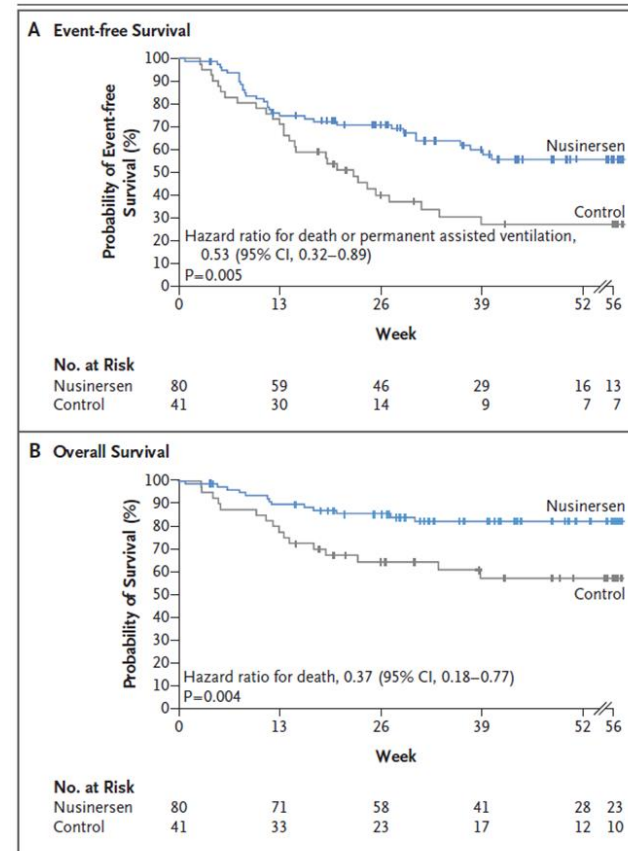 A Event-free Survival
Probability of Event-free
Survival (%)
100
90
80
70
60
50
40
30
20
10
0
Nusinersen
Control
Hazard ratio for death or permanent assisted ventilation,
0.53 (95% CI, 0.32–0.89)
P=0.005
0 13 26 39 52 56
Week
No. at Risk
Nusinersen 80 59 46 29 16 13
Control 41 30 14 9 7 7
B Overall Survival
Probability of Survival (%)
100
90
80
70
60
50
40
30
20
10
0
Nusinersen
Control
Hazard ratio for death, 0.37 (95% CI, 0.18–0.77)
P=0.004
0 13 26 39 52 56
Week
No. at Risk
Nusinersen 80 71 58 41 28 23
Control 41 33 23 17 12 10